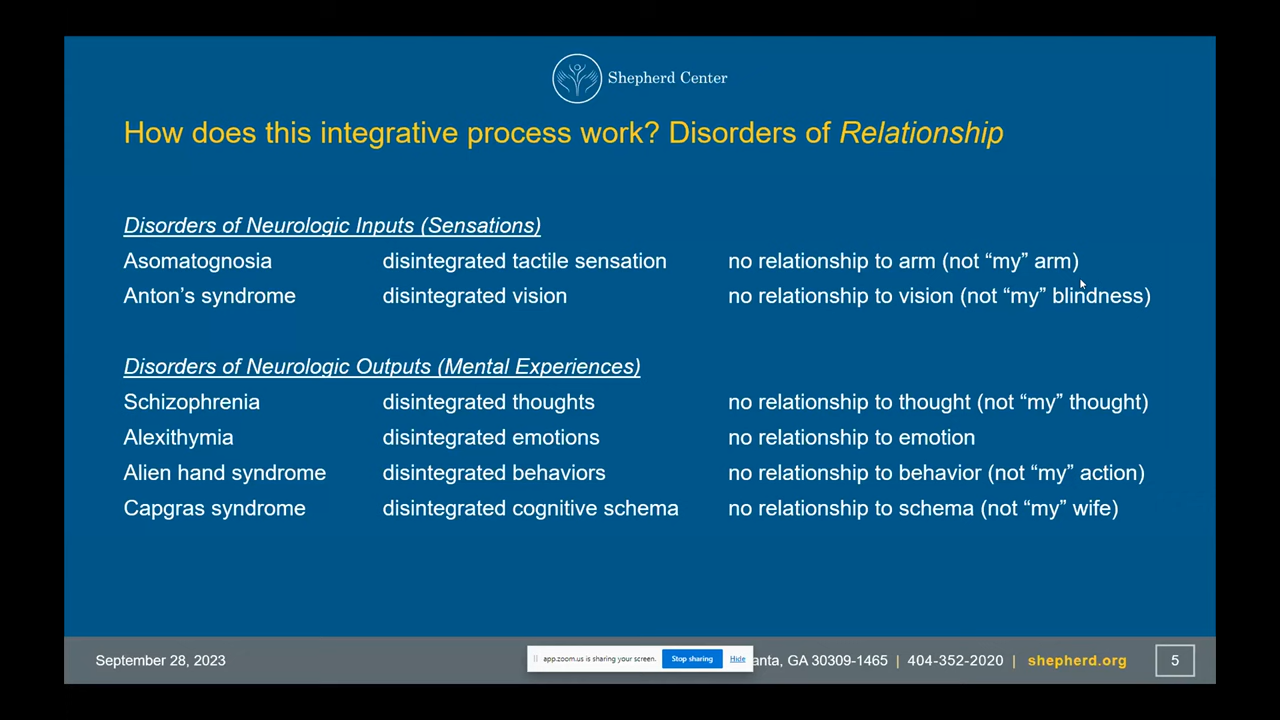 Shepherd Center
How does this integrative process work? Disorders of Relationship
Disorders of Neurologic Inputs (Sensations)
Asomatognosia disintegrated tactile sensation no relationship to arm (not “my” arm)
Anton’s syndrome disintegrated vision no relationship to vision (not “my” blindness)
Disorders of Neurologic Outputs (Mental Experiences)
Schizophrenia disintegrated thoughts no relationship to thought (not “my” thought)
Alexithymia disintegrated emotions no relationship to emotion
Alien hand syndrome disintegrated behaviors no relationship to behavior (not “my” action)
Capgras syndrome disintegrated cognitive schema no relationship to schema (not “my” wife)
September 28, 2023 app.zoom.us is sharing your screen. Stop sharing Hide GA 30309-1465 | 404-352-2020 | shepherd.org 5